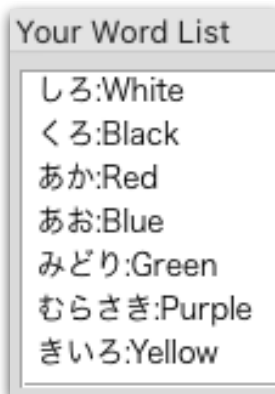 Your Word List
しろ:White
くろ:Black
あか:Red
あお:Blue
みどり:Green
むらさき:Purple
きいろ:Yellow